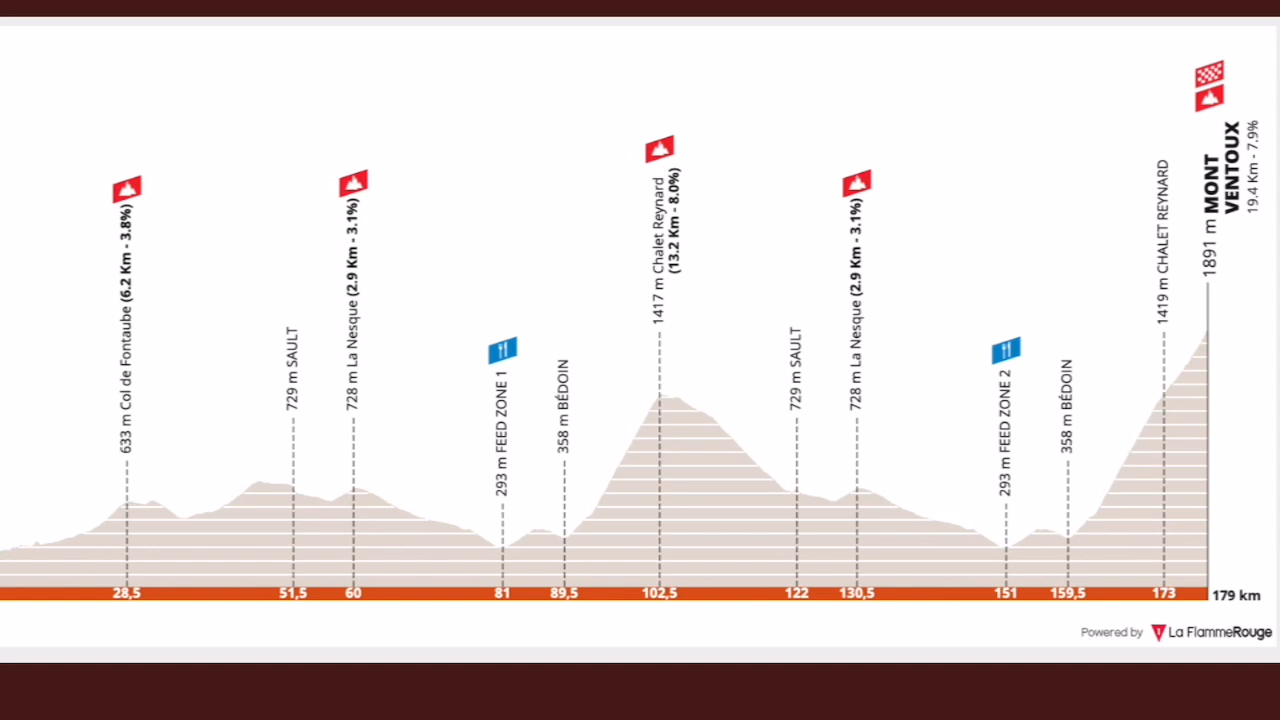 633 m Col de Fontaube (6.2 Km - 3.8%)
729 m SAULT
728 m La Nesque (2.9 Km - 3.1%)
293 m FEED ZONE 1
358 m BÉDOIN
1417 m Chalet Reynard
(13.2 Km - 8.0%)
729 m SAULT
728 m La Nesque (2.9 Km - 3.1%)
293 m FEED ZONE 2
358 m BÉDOIN
1419 m CHALET REYNARD
1891 m MONT
VENTOUX
19.4 Km - 7.9%
28,5 51,5 60 81 89,5 102,5 122 130,5 151 159,5 173 179 km
Powered by La FlammeRouge